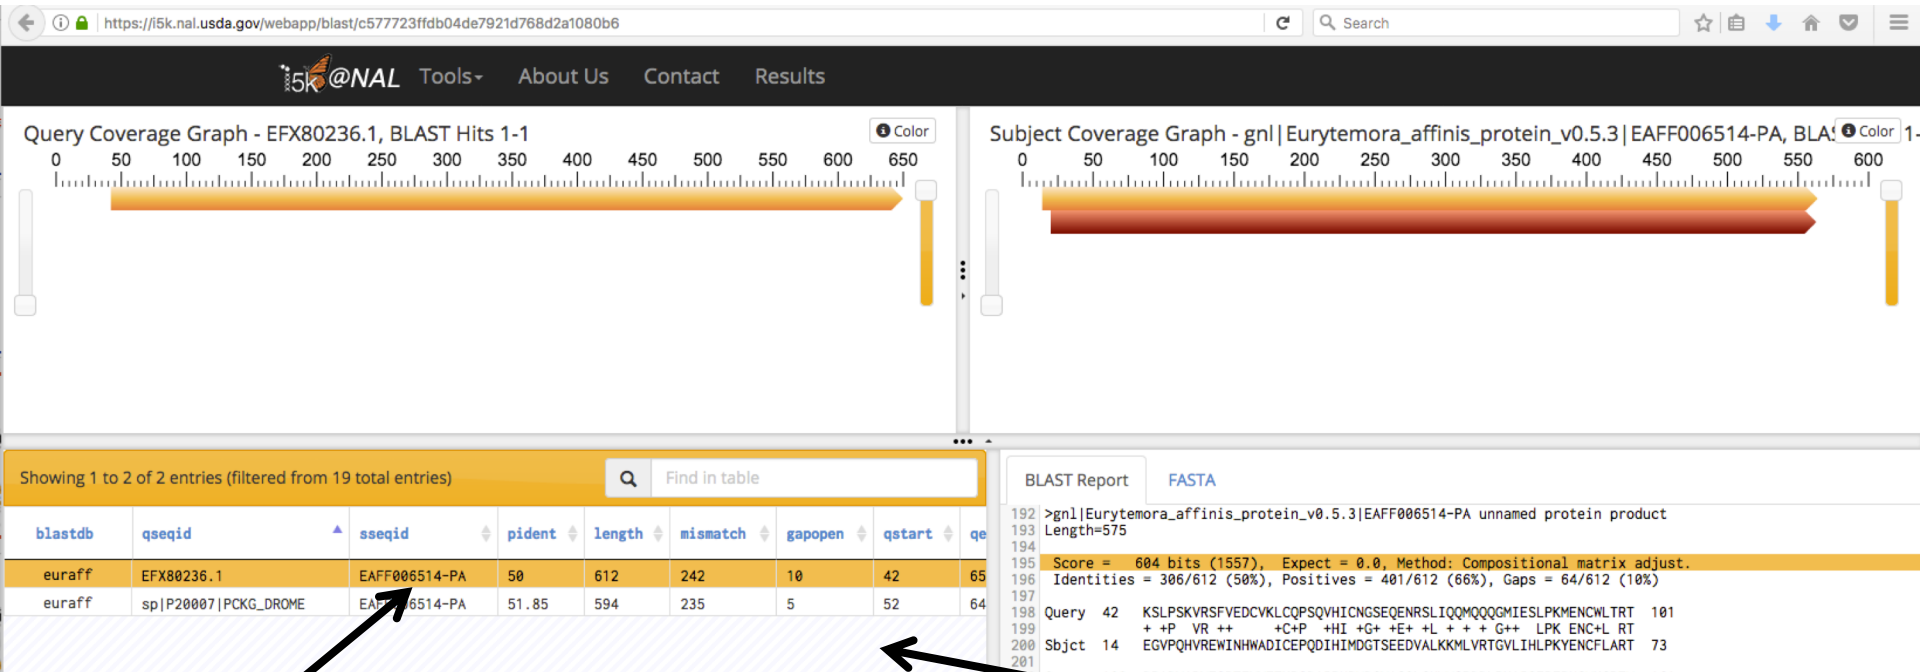 https://i5k.nal.usda.gov/webapp/blast/c577723ffdb04de7921d768d2a1080b6
Search
i5k @NAL Tools About Us Contact Results
Query Coverage Graph - EFX80236.1, BLAST Hits 1-1
Color
0 50 100 150 200 250 300 350 400 450 500 550 600 650
Subject Coverage Graph - gnl|Eurytemora_affinis_protein_v0.5.3|EAFF006514-PA, BLAS
Color
1-
0 50 100 150 200 250 300 350 400 450 500 550 600
Showing 1 to 2 of 2 entries (filtered from 19 total entries)
Find in table
blastdb qseqid sseqid pident length mismatch gapopen qstart qe
euraff EFX80236.1 EAFF006514-PA 50 612 242 10 42 65
euraff sp|P20007|PCKG_DROME EAFF006514-PA 51.85 594 235 5 52 64
BLAST Report FASTA
192 >gnl|Eurytemora_affinis_protein_v0.5.3|EAFF006514-PA unnamed protein product
193 Length=575
194
195 Score = 604 bits (1557), Expect = 0.0, Method: Compositional matrix adjust.
196 Identities = 306/612 (50%), Positives = 401/612 (66%), Gaps = 64/612 (10%)
197
198 Query 42 KSLPSKVRSFVEDCVKLCQPSQVHICNGSEQENRSLIQQMQQQGMIESLPKMENCWLTRT 101
199 + +P VR ++ +C+P +HI +G+ +E+ +L + + + G++ LPK ENC+L RT
200 Sbjct 14 EGVPQHVREWINHWADICEPQDIHIMDGTSEEDVALKKMLVRTGVLIHLPKYENCFLART 73
201